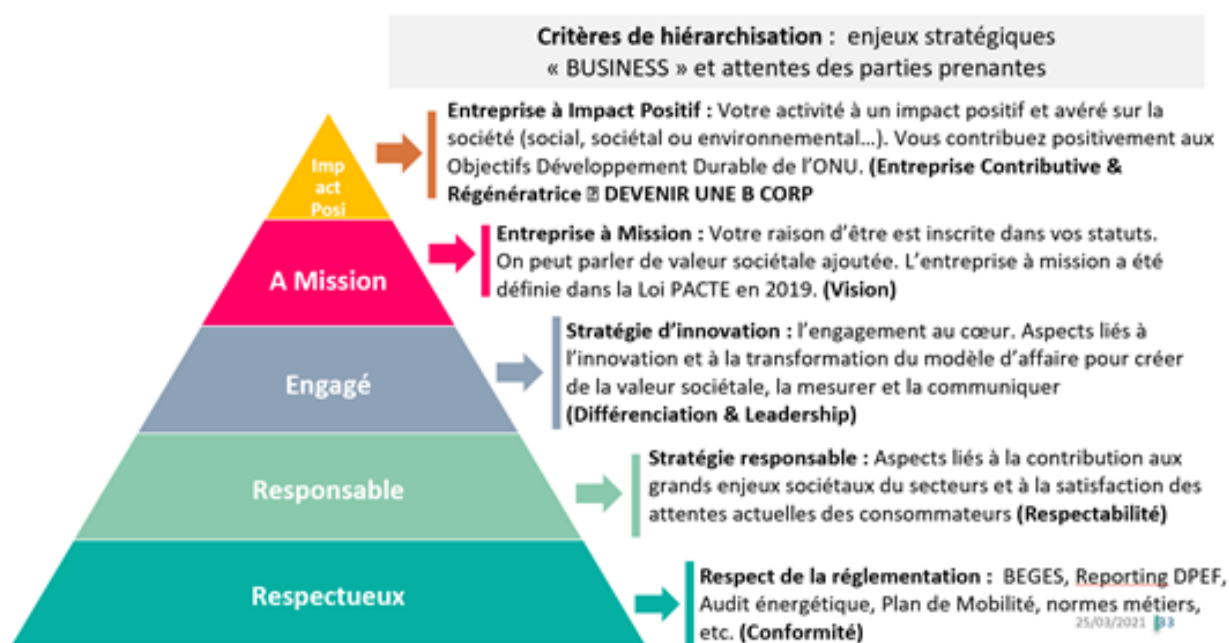 Critères de hiérarchisation : enjeux stratégiques
« BUSINESS » et attentes des parties prenantes
Imp
act
Posi
Entreprise à Impact Positif : Votre activité à un impact positif et avéré sur la
société (social, sociétal ou environnemental...). Vous contribuez positivement aux
Objectifs Développement Durable de l'ONU. (Entreprise Contributive &
Régénératrice ⍰ DEVENIR UNE B CORP
A Mission
Entreprise à Mission : Votre raison d'être est inscrite dans vos statuts.
On peut parler de valeur sociétale ajoutée. L'entreprise à mission a été
définie dans la Loi PACTE en 2019. (Vision)
Engagé
Stratégie d'innovation : l'engagement au cœur. Aspects liés à
l'innovation et à la transformation du modèle d'affaire pour créer
de la valeur sociétale, la mesurer et la communiquer
(Différenciation & Leadership)
Responsable
Stratégie responsable : Aspects liés à la contribution aux
grands enjeux sociétaux du secteurs et à la satisfaction des
attentes actuelles des consommateurs (Respectabilité)
Respectueux
Respect de la réglementation : BEGES, Reporting DPEF,
Audit énergétique, Plan de Mobilité, normes métiers,
etc. (Conformité)
25/03/2021 33